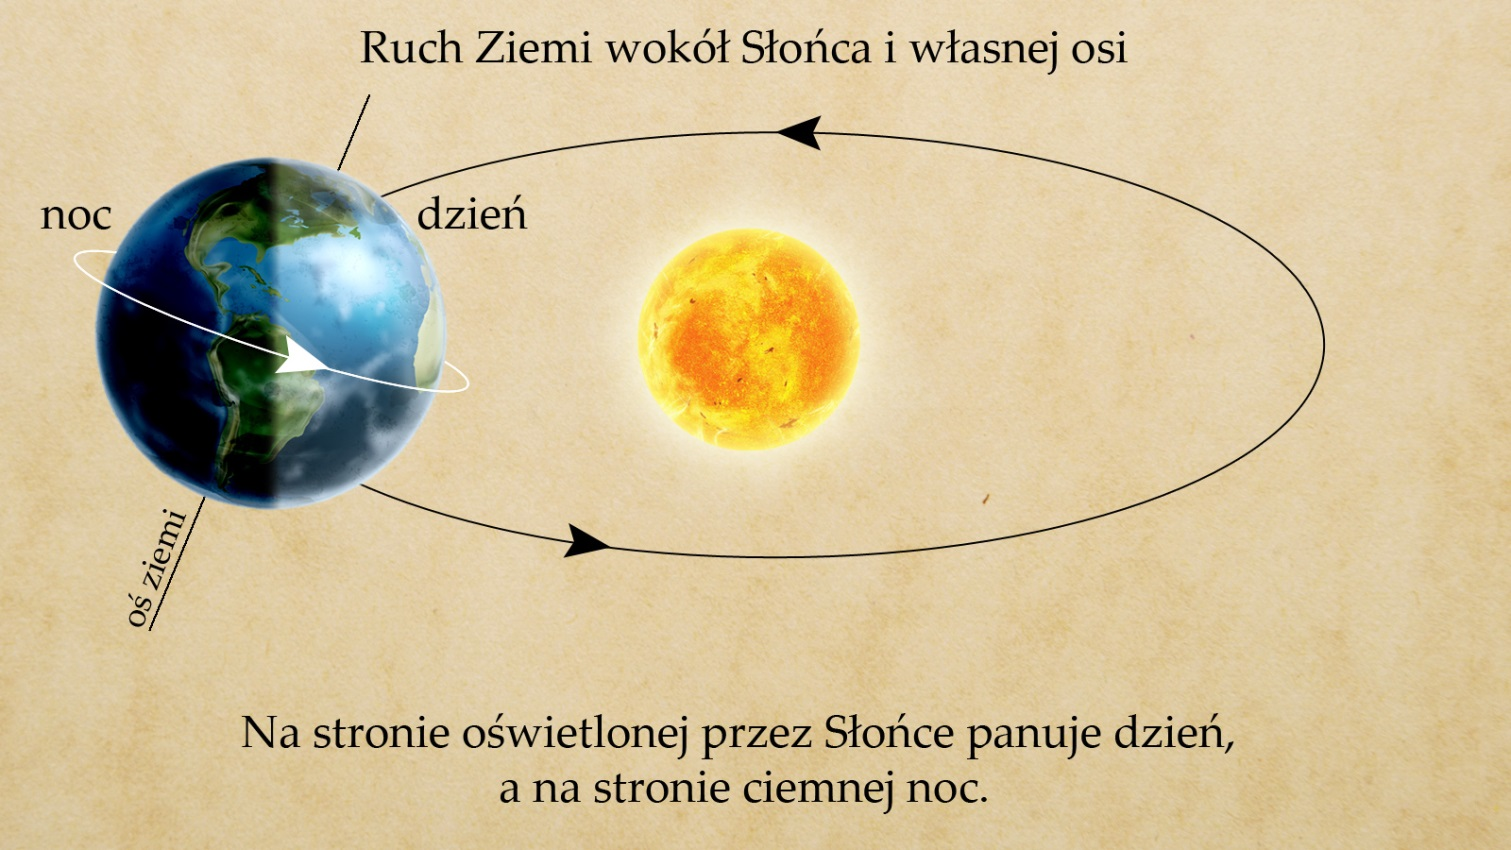 Ruch Ziemi wokół Słońca i własnej osi
noc
dzień
oś ziemi
Na stronie oświetlonej przez Słońce panuje dzień,
a na stronie ciemnej noc.